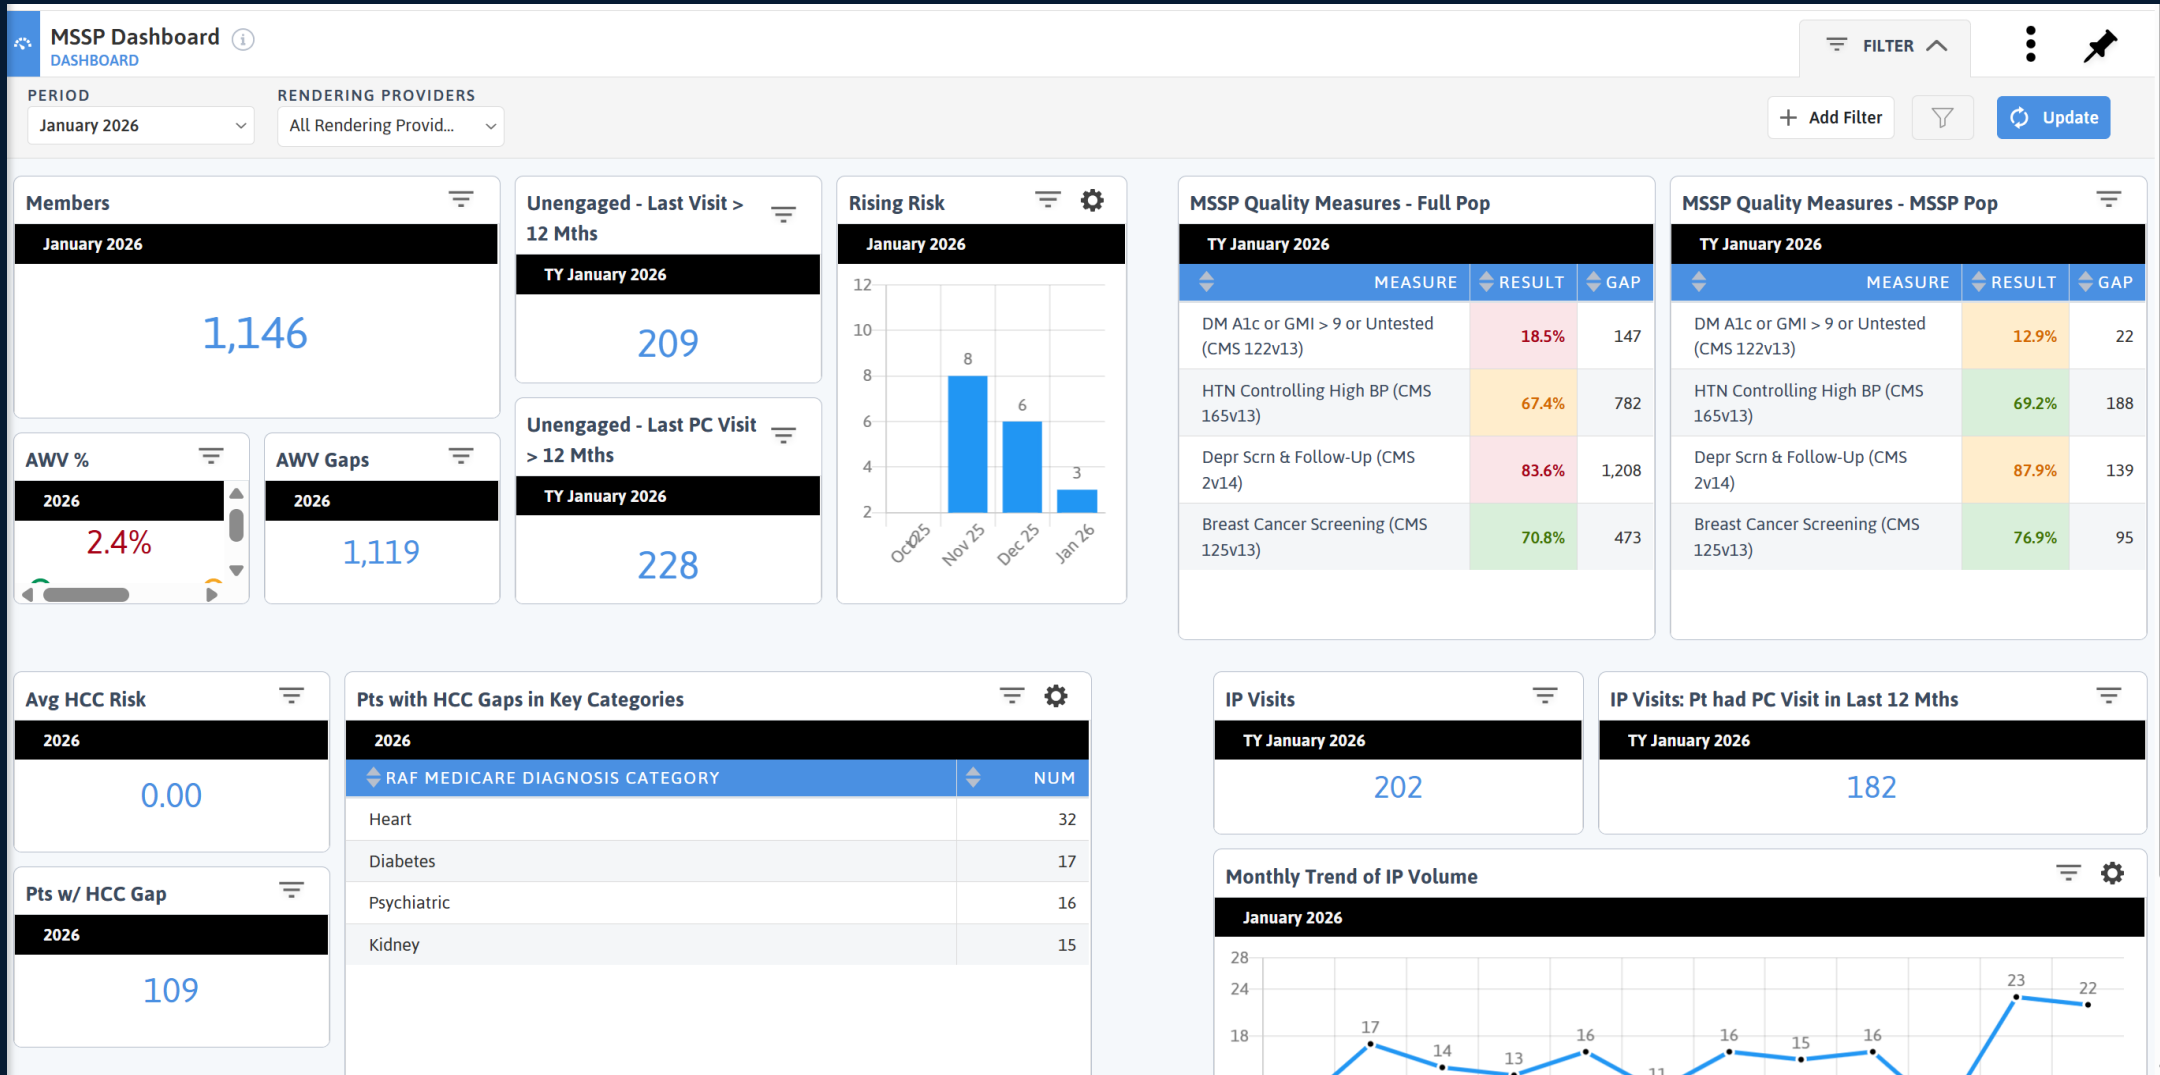 MSSP Dashboard
DASHBOARD
FILTER
PERIOD
January 2026
RENDERING PROVIDERS
All Rendering Provid...
Add Filter
Update
Members
January 2026
1,146
AWV %
2026
2.4%
AWV Gaps
2026
1,119
Unengaged - Last Visit >
12 Mths
TY January 2026
209
Unengaged - Last PC Visit
> 12 Mths
TY January 2026
228
Rising Risk
January 2026
12
10
8
6
4
2
8
6
3
Oct 25
Nov 25
Dec 25
Jan 26
MSSP Quality Measures - Full Pop
TY January 2026
MEASURE RESULT GAP
DM A1c or GMI > 9 or Untested
(CMS 122v13)
18.5% 147
HTN Controlling High BP (CMS
165v13)
67.4% 782
Depr Scrn & Follow-Up (CMS
2v14)
83.6% 1,208
Breast Cancer Screening (CMS
125v13)
70.8% 473
MSSP Quality Measures - MSSP Pop
TY January 2026
MEASURE RESULT GAP
DM A1c or GMI > 9 or Untested
(CMS 122v13)
12.9% 22
HTN Controlling High BP (CMS
165v13)
69.2% 188
Depr Scrn & Follow-Up (CMS
2v14)
87.9% 139
Breast Cancer Screening (CMS
125v13)
76.9% 95
Avg HCC Risk
2026
0.00
Pts w/ HCC Gap
2026
109
Pts with HCC Gaps in Key Categories
2026
RAF MEDICARE DIAGNOSIS CATEGORY NUM
Heart 32
Diabetes 17
Psychiatric 16
Kidney 15
IP Visits
TY January 2026
202
IP Visits: Pt had PC Visit in Last 12 Mths
TY January 2026
182
Monthly Trend of IP Volume
January 2026
28
24
18
17
14
13
16
11
16
15
16
23
22